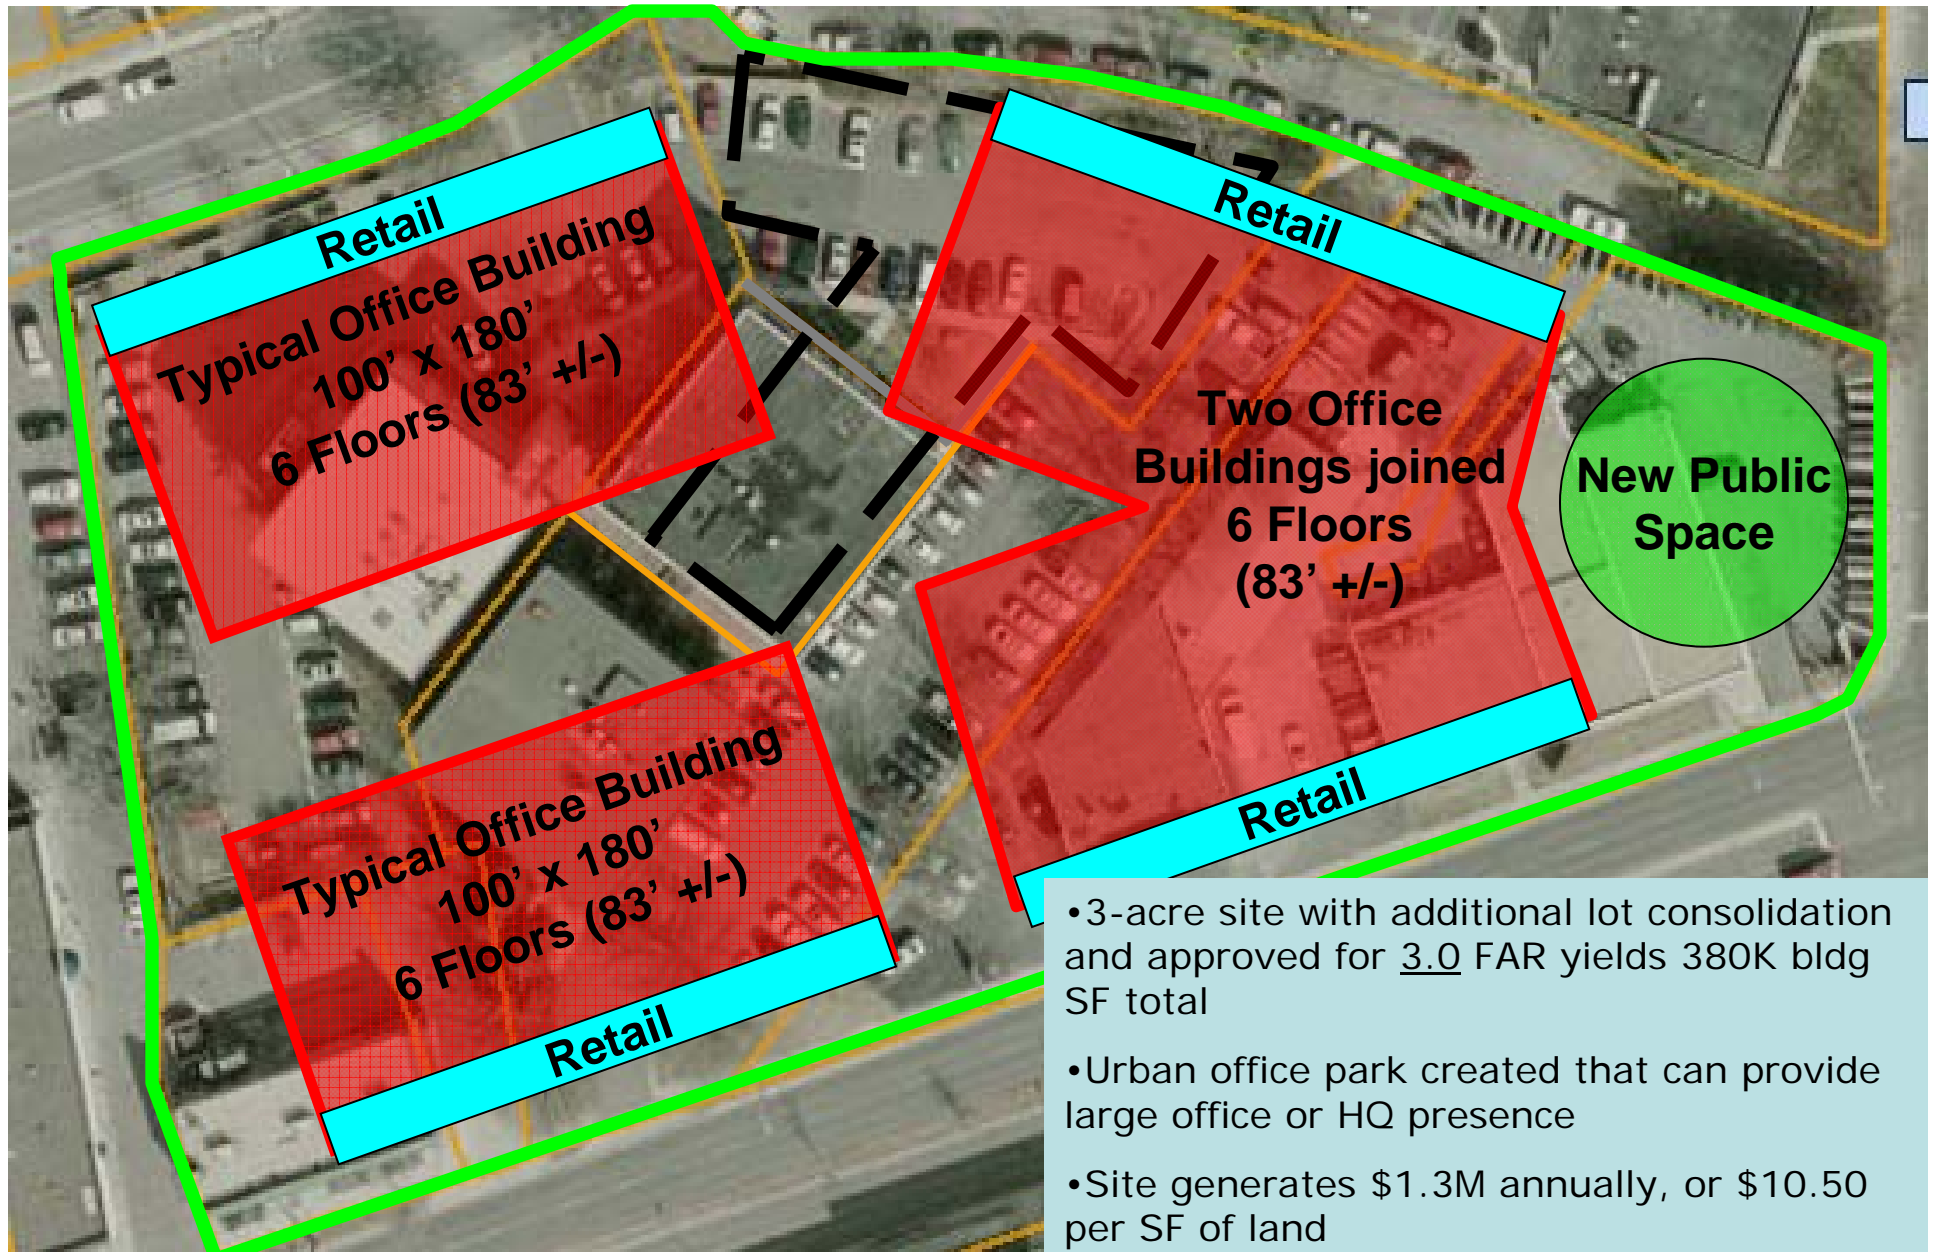 Retail
Typical Office Building
100’ x 180’
6 Floors (83’ +/-)
Retail
Two Office
Buildings joined
6 Floors
(83’ +/-)
New Public
Space
Retail
Typical Office Building
100’ x 180’
6 Floors (83’ +/-)
Retail
•3-acre site with additional lot consolidation
and approved for 3.0 FAR yields 380K bldg
SF total
•Urban office park created that can provide
large office or HQ presence
•Site generates $1.3M annually, or $10.50
per SF of land